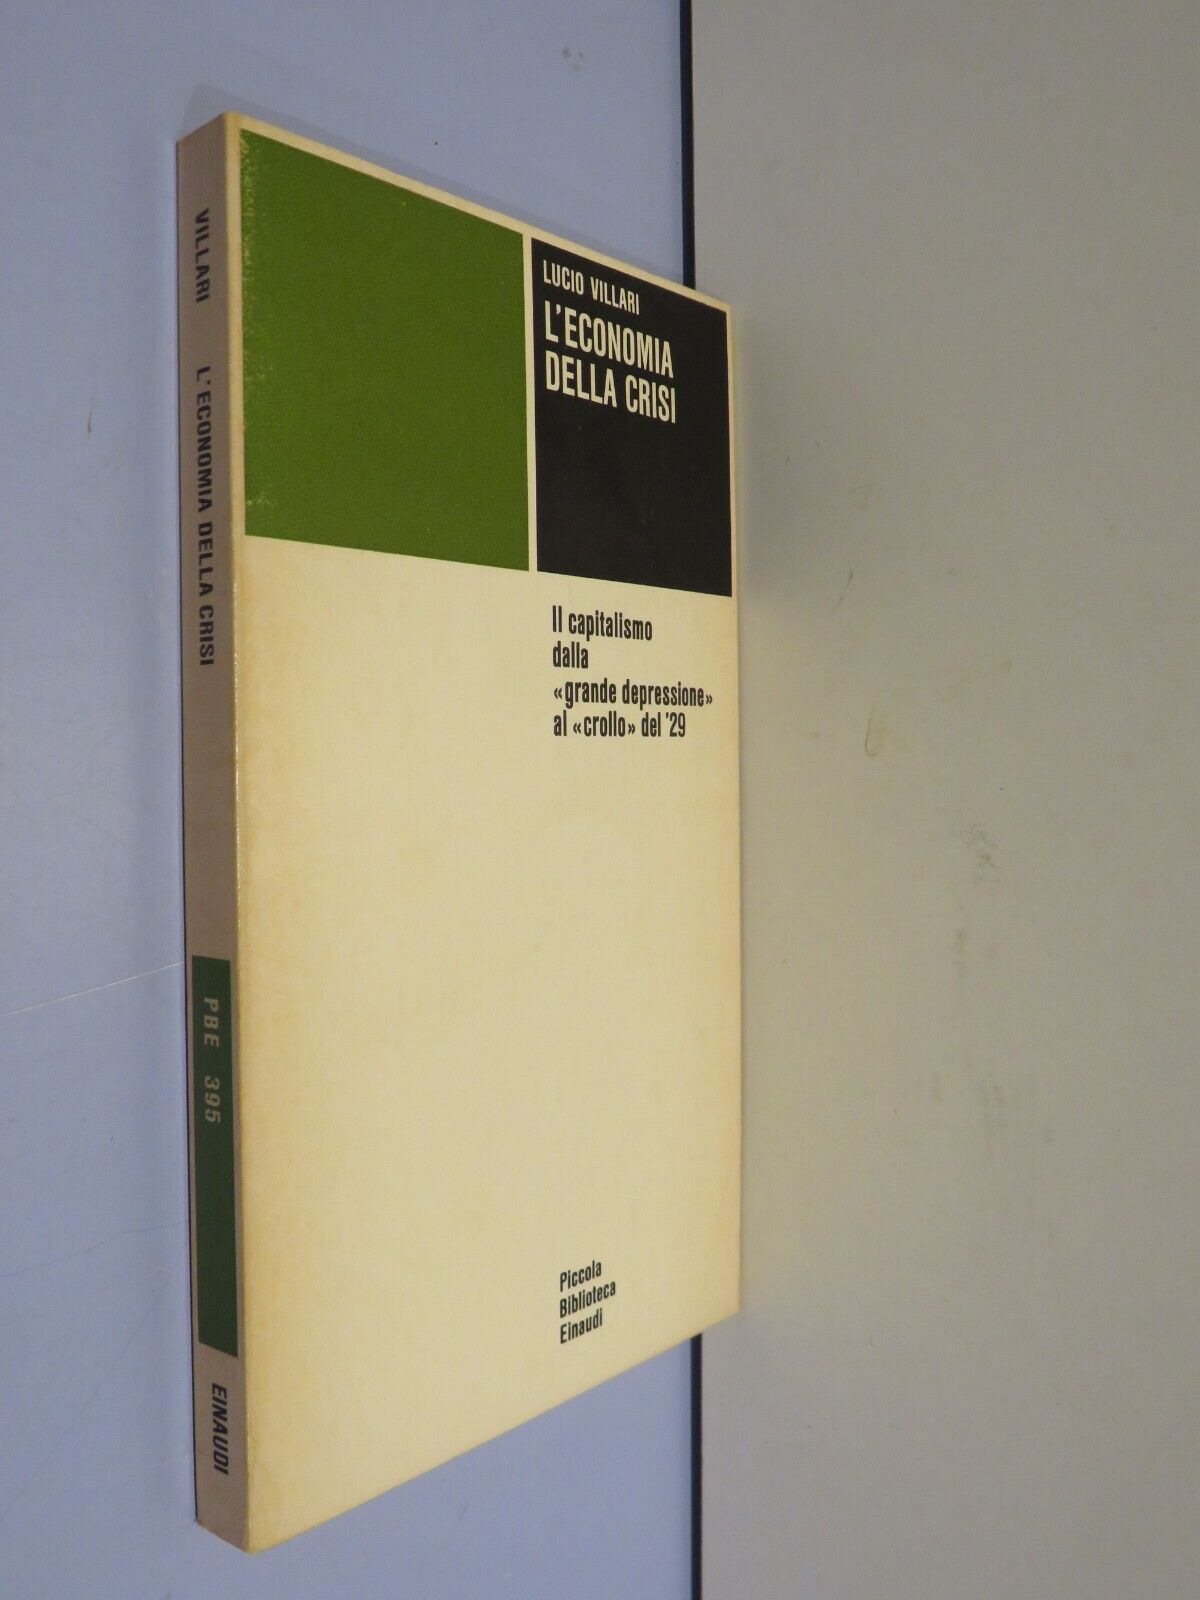 VILLARI L'ECONOMIA DELLA CRISI
PBE 395
EINAUDI
LUCIO VILLARI
L'ECONOMIA
DELLA CRISI
Il capitalismo
dalla
«grande depressione»
al «crollo» del '29
Piccola
Biblioteca
Einaudi